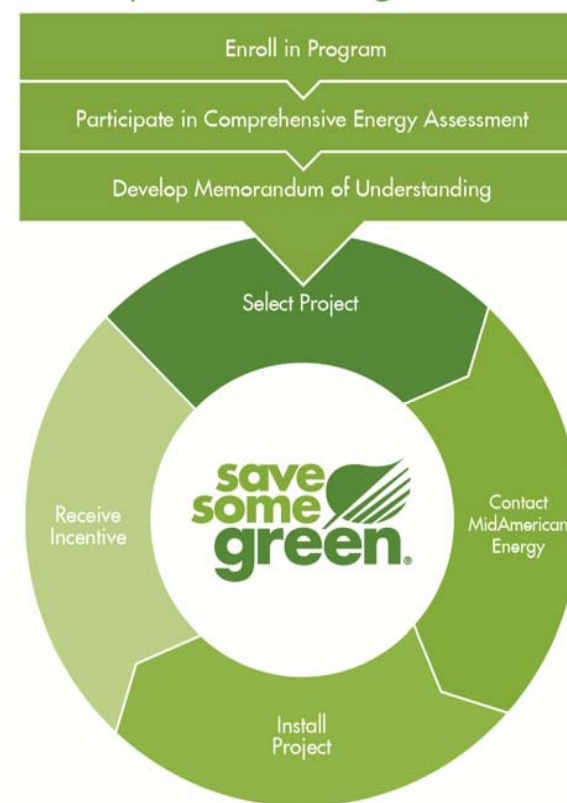 Enroll in Program
Participate in Comprehensive Energy Assessment
Develop Memorandum of Understanding
Select Project
Contact
MidAmerican
Energy
Install
Project
Receive
Incentive
save
some
green®